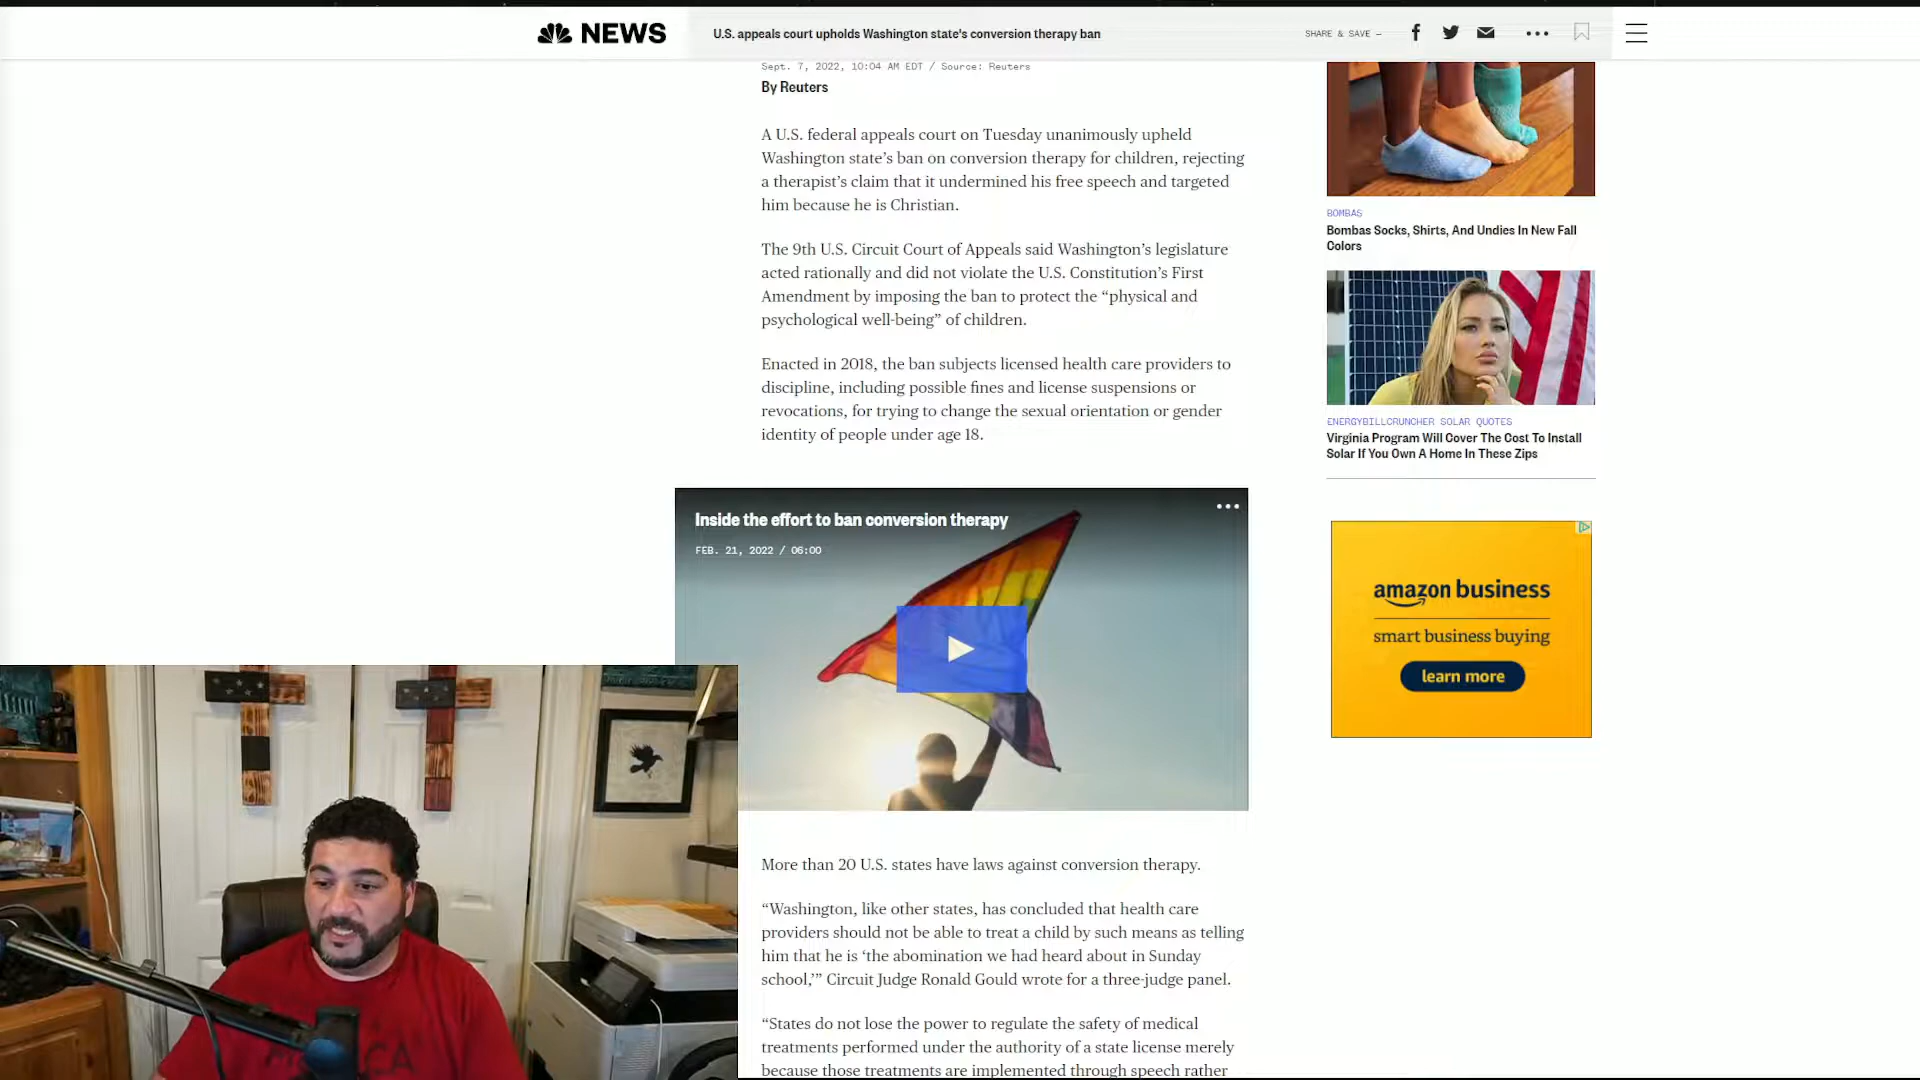 NEWS
U.S. appeals court upholds Washington state's conversion therapy ban
SHARE & SAVE —
Sept. 7, 2022, 10:04 AM EDT / Source: Reuters
By Reuters
A U.S. federal appeals court on Tuesday unanimously upheld
Washington state’s ban on conversion therapy for children, rejecting
a therapist’s claim that it undermined his free speech and targeted
him because he is Christian.
The 9th U.S. Circuit Court of Appeals said Washington’s legislature
acted rationally and did not violate the U.S. Constitution’s First
Amendment by imposing the ban to protect the “physical and
psychological well-being” of children.
Enacted in 2018, the ban subjects licensed health care providers to
discipline, including possible fines and license suspensions or
revocations, for trying to change the sexual orientation or gender
identity of people under age 18.
Inside the effort to ban conversion therapy
FEB. 21, 2022 / 06:00
More than 20 U.S. states have laws against conversion therapy.
“Washington, like other states, has concluded that health care
providers should not be able to treat a child by such means as telling
him that he is ‘the abomination we had heard about in Sunday
school,’” Circuit Judge Ronald Gould wrote for a three-judge panel.
“States do not lose the power to regulate the safety of medical
treatments performed under the authority of a state license merely
because those treatments are implemented through speech rather
BOMBAS
Bombas Socks, Shirts, And Undies In New Fall
Colors
ENERGYBILLCRUNCHER SOLAR QUOTES
Virginia Program Will Cover The Cost To Install
Solar If You Own A Home In These Zips
amazon business
smart business buying
learn more